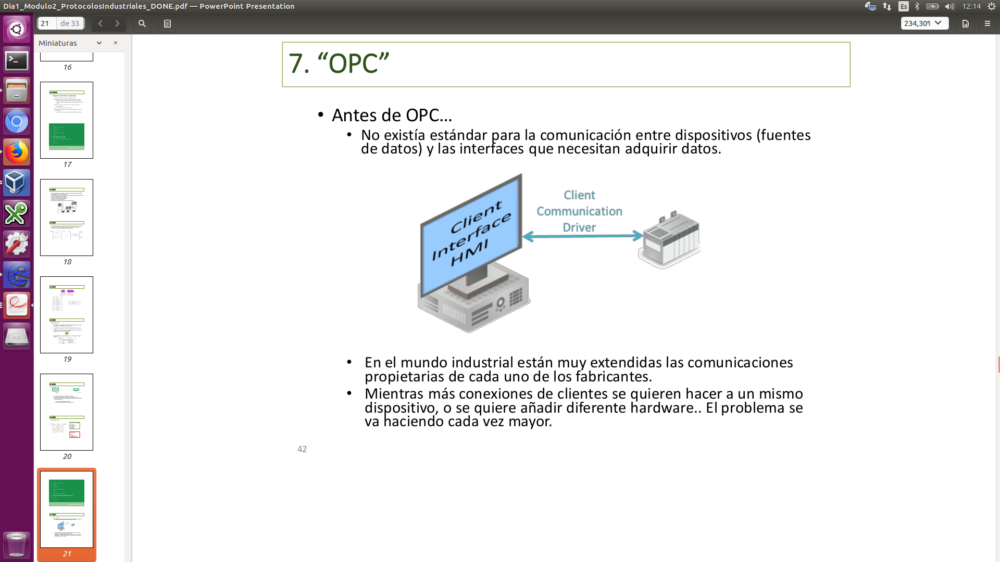 Dia1_Modulo2_ProtocolosIndustriales_DONE.pdf — PowerPoint Presentation
Es
12:14
21
de 33
234,30%
Miniaturas
16
17
18
19
20
21
7. “OPC”
• Antes de OPC…
• No existía estándar para la comunicación entre dispositivos (fuentes
de datos) y las interfaces que necesitan adquirir datos.
Client
Interface
HMI
Client
Communication
Driver
• En el mundo industrial están muy extendidas las comunicaciones
propietarias de cada uno de los fabricantes.
• Mientras más conexiones de clientes se quieren hacer a un mismo
dispositivo, o se quiere añadir diferente hardware.. El problema se
va haciendo cada vez mayor.
42